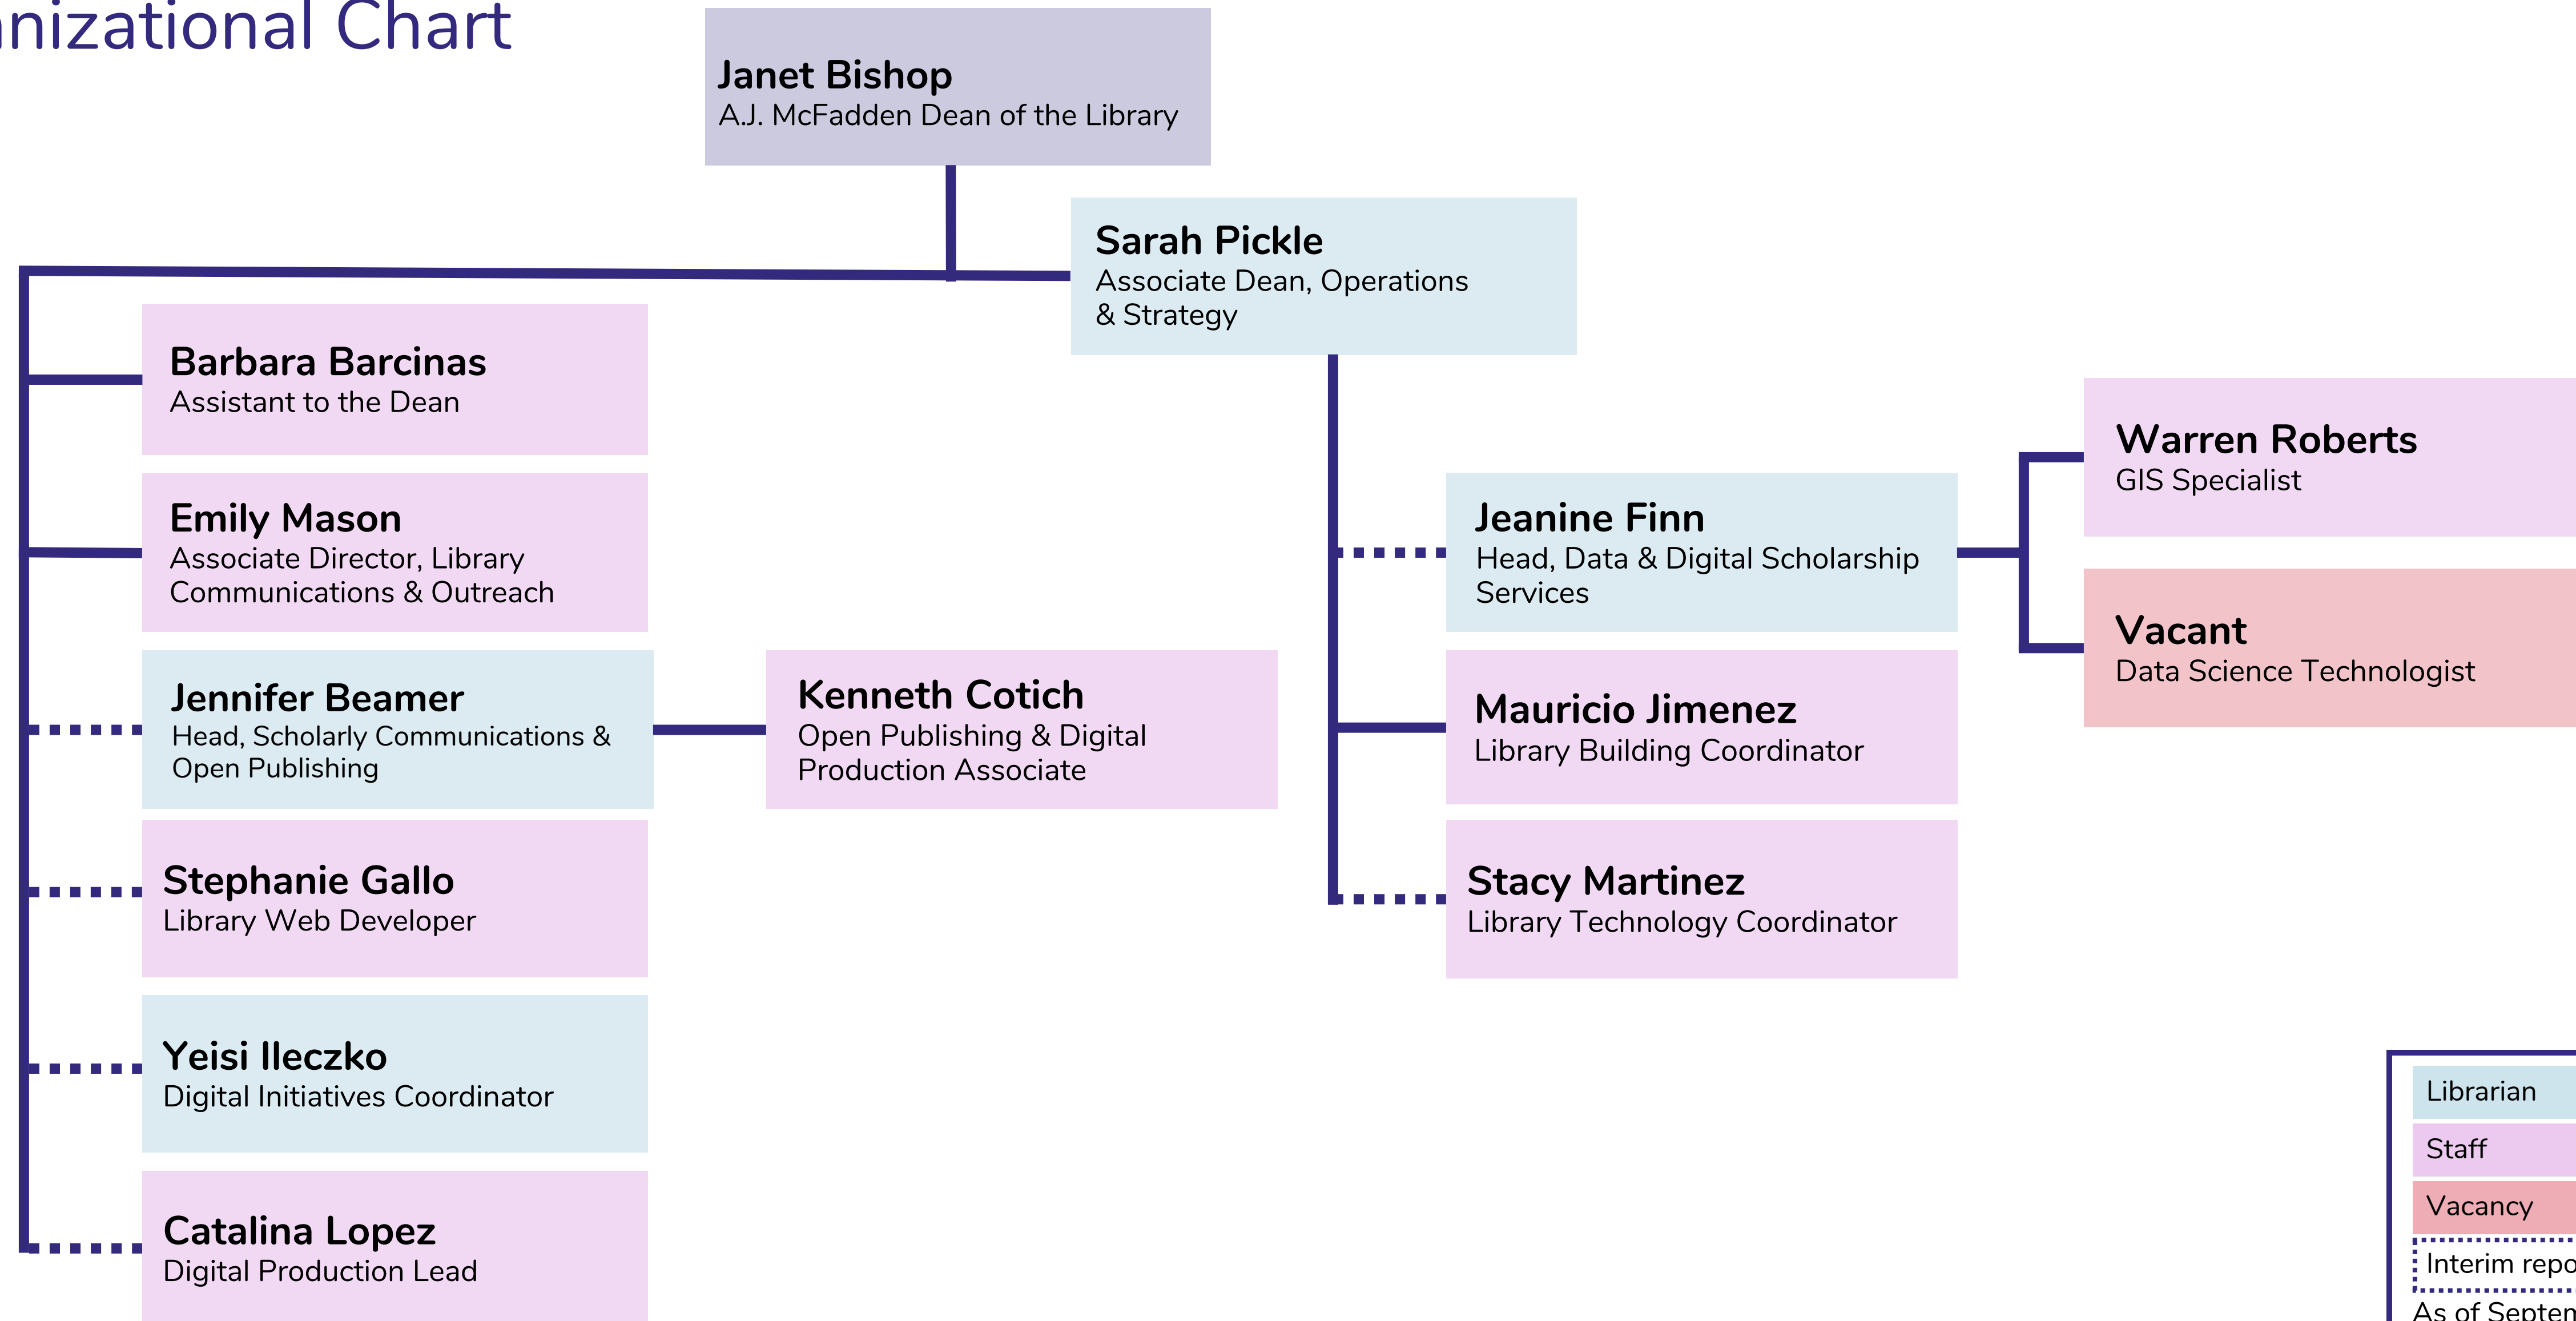 Chart
Janet Bishop
A.J. McFadden Dean of the Library
Sarah Pickle
Associate Dean, Operations
& Strategy
Barbara Barcinas
Assistant to the Dean
Emily Mason
Associate Director, Library
Communications & Outreach
Jennifer Beamer
Head, Scholarly Communications &
Open Publishing
Kenneth Cotich
Open Publishing & Digital
Production Associate
Stephanie Gallo
Library Web Developer
Yeisi Ileczko
Digital Initiatives Coordinator
Catalina Lopez
Digital Production Lead
Jeanine Finn
Head, Data & Digital Scholarship
Services
Mauricio Jimenez
Library Building Coordinator
Stacy Martinez
Library Technology Coordinator
Warren Roberts
GIS Specialist
Vacant
Data Science Technologist
Librarian
Staff
Vacancy
Interim
As of